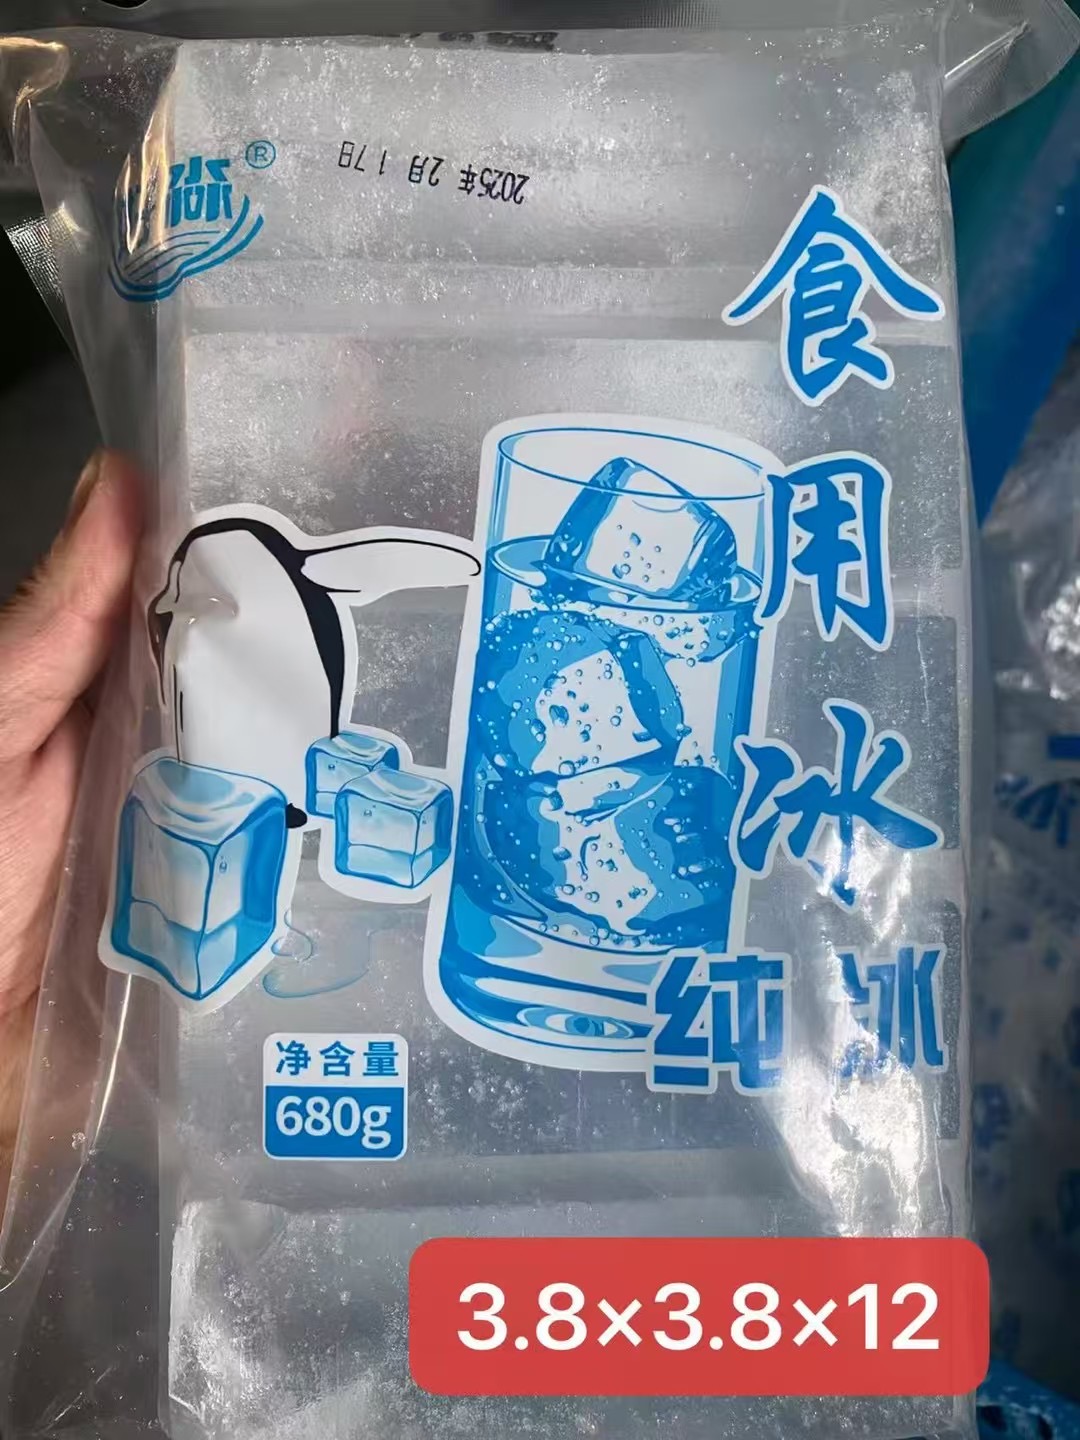 ®
2025年 2月 17日
食用冰
纯冰
净含量
680g
3.8×3.8×12